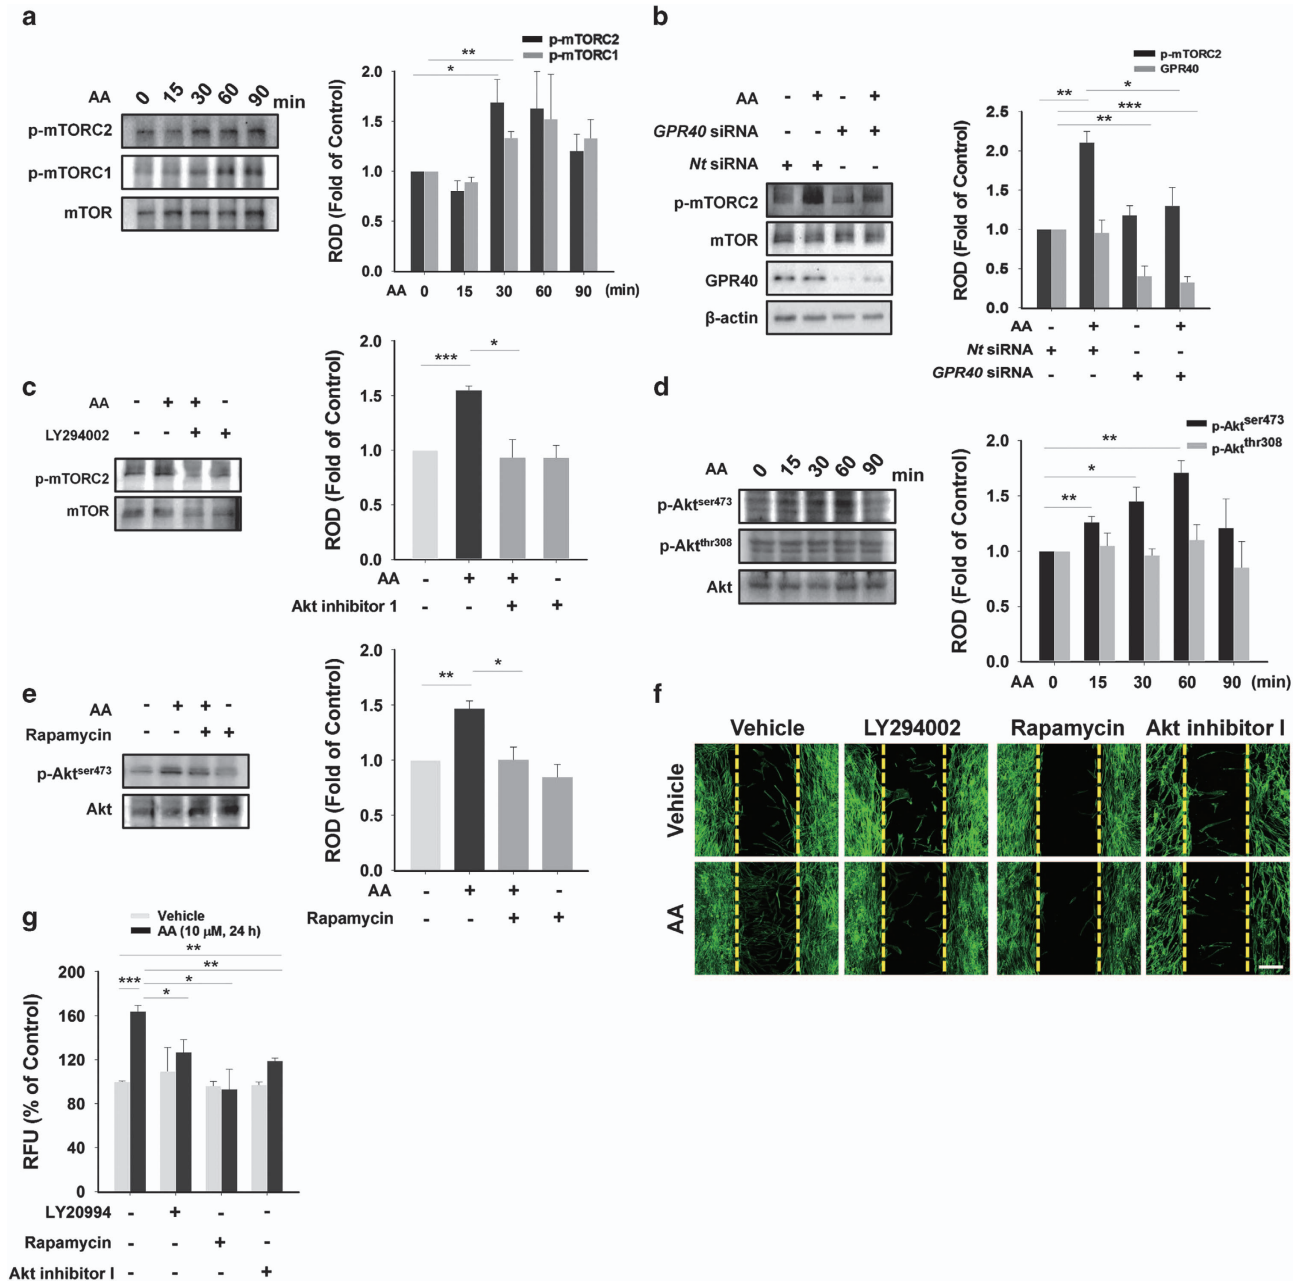 a
AA 0 15 30 60 90 min
p-mTORC2
p-mTORC1
mTOR
p-mTORC2
p-mTORC1
**
*
ROD (Fold of Control)
2.0
1.5
1.0
0.5
0.0
AA 0 15 30 60 90 (min)
b
AA - + - +
GPR40 siRNA - - + +
Nt siRNA + + - -
p-mTORC2
mTOR
GPR40
β-actin
p-mTORC2
GPR40
** *
***
**
ROD (Fold of Control)
2.5
2.0
1.5
1.0
0.5
0.0
AA - + - +
Nt siRNA + + - -
GPR40 siRNA - - + +
c
AA - + + -
LY294002 - - + +
p-mTORC2
mTOR
*** *
ROD (Fold of Control)
2.0
1.5
1.0
0.5
0.0
AA - + + -
Akt inhibitor 1 - - + +
d
AA 0 15 30 60 90 min
p-Aktser473
p-Aktthr308
Akt
p-Aktser473
p-Aktthr308
**
*
**
ROD (Fold of Control)
2.0
1.5
1.0
0.5
0.0
AA 0 15 30 60 90 (min)
e
AA - + + -
Rapamycin - - + +
p-Aktser473
Akt
** *
ROD (Fold of Control)
2.0
1.5
1.0
0.5
0.0
AA - + + -
Rapamycin - - + +
f
Vehicle LY294002 Rapamycin Akt inhibitor I
Vehicle
AA
g
Vehicle
AA (10 μM, 24 h)
**
**
*** *
*
RFU (% of Control)
200
160
120
80
40
0
LY20994 - + - -
Rapamycin - - + -
Akt inhibitor I - - - +